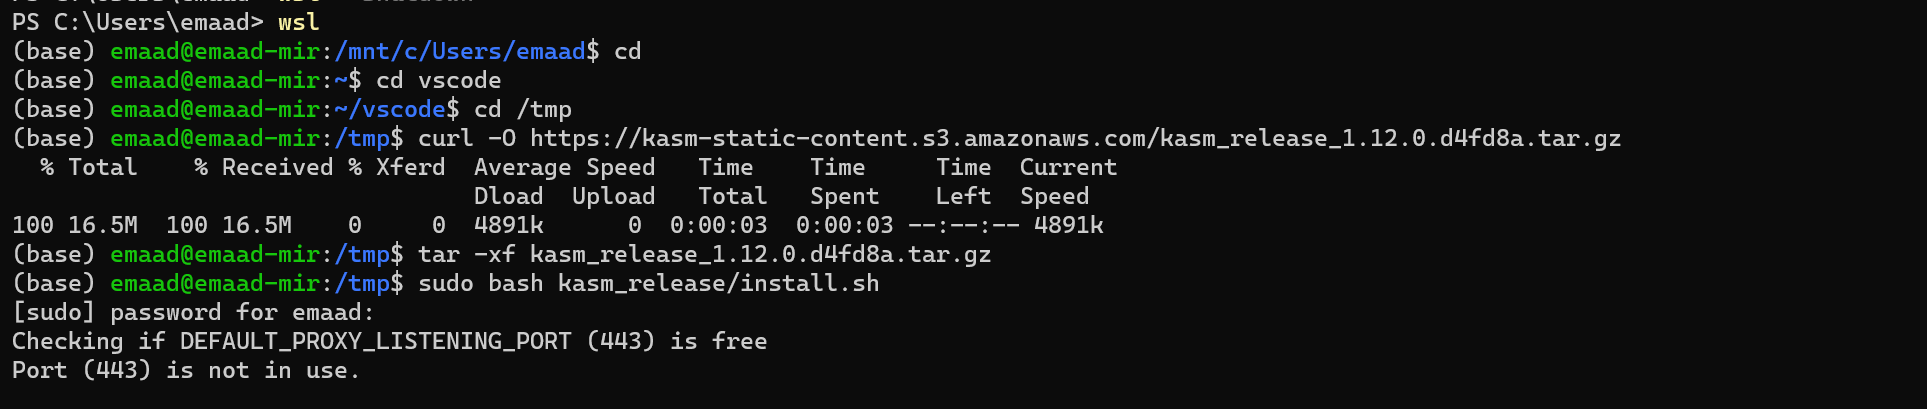 PS C:\Users\emaad> wsl
(base) emaad@emaad-mir:/mnt/c/Users/emaad$ cd
(base) emaad@emaad-mir:~$ cd vscode
(base) emaad@emaad-mir:~/vscode$ cd /tmp
(base) emaad@emaad-mir:/tmp$ curl -O https://kasm-static-content.s3.amazonaws.com/kasm_release_1.12.0.d4fd8a.tar.gz
% Total % Received % Xferd Average Speed Time Time Time Current
Dload Upload Total Spent Left Speed
100 16.5M 100 16.5M 0 0 4891k 0 0:00:03 0:00:03 --:--:-- 4891k
(base) emaad@emaad-mir:/tmp$ tar -xf kasm_release_1.12.0.d4fd8a.tar.gz
(base) emaad@emaad-mir:/tmp$ sudo bash kasm_release/install.sh
[sudo] password for emaad:
Checking if DEFAULT_PROXY_LISTENING_PORT (443) is free
Port (443) is not in use.